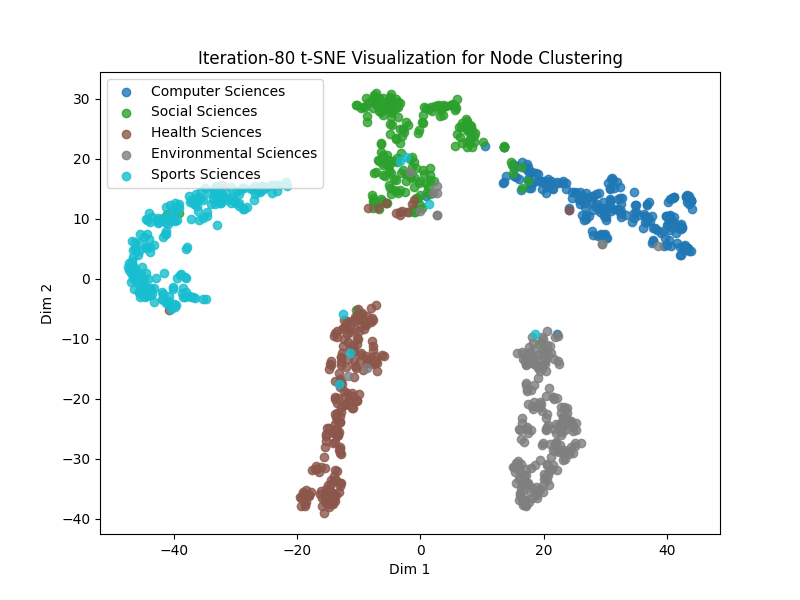 Iteration-80 t-SNE Visualization for Node Clustering
Computer Sciences
Social Sciences
Health Sciences
Environmental Sciences
Sports Sciences
30
20
10
0
−10
−20
−30
−40
Dim 2
−40
−20
0
20
40
Dim 1